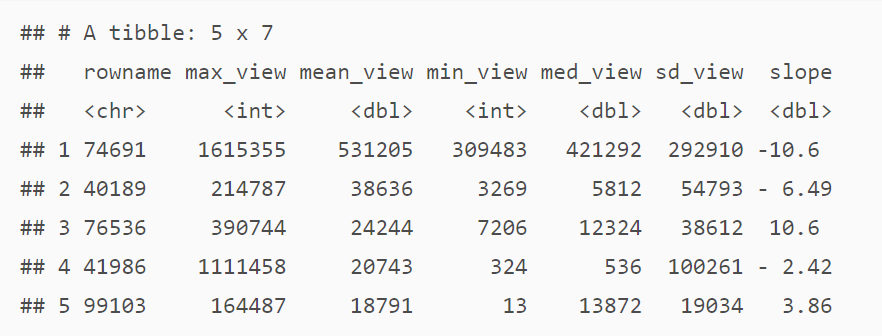 ## # A tibble: 5 x 7
##   rowname max_view mean_view min_view med_view sd_view  slope
##   <chr>      <int>     <dbl>    <int>    <dbl>   <dbl>  <dbl>
## 1 74691    1615355    531205   309483   421292  292910 -10.6
## 2 40189     214787     38636     3269     5812   54793 - 6.49
## 3 76536     390744     24244     7206    12324   38612  10.6
## 4 41986    1111458     20743      324      536  100261 - 2.42
## 5 99103     164487     18791       13    13872   19034   3.86